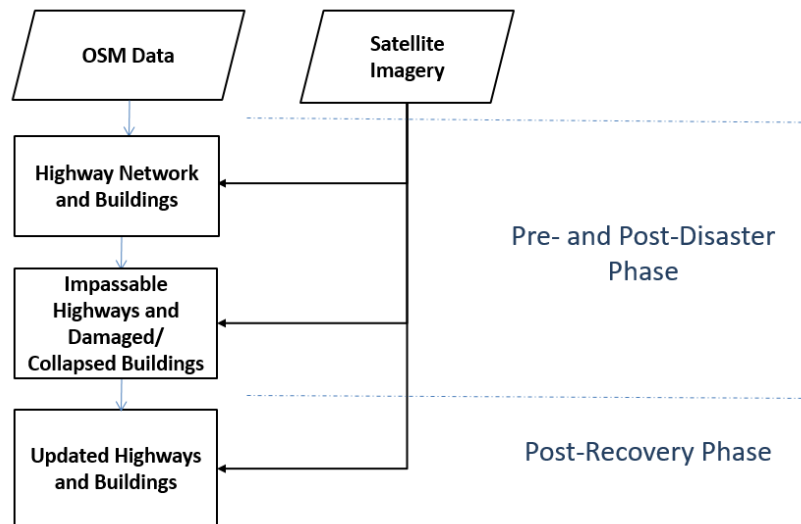 OSM Data
Satellite
Imagery
Highway Network
and Buildings
Pre- and Post-Disaster
Phase
Impassable
Highways and
Damaged/
Collapsed Buildings
Updated Highways
and Buildings
Post-Recovery Phase